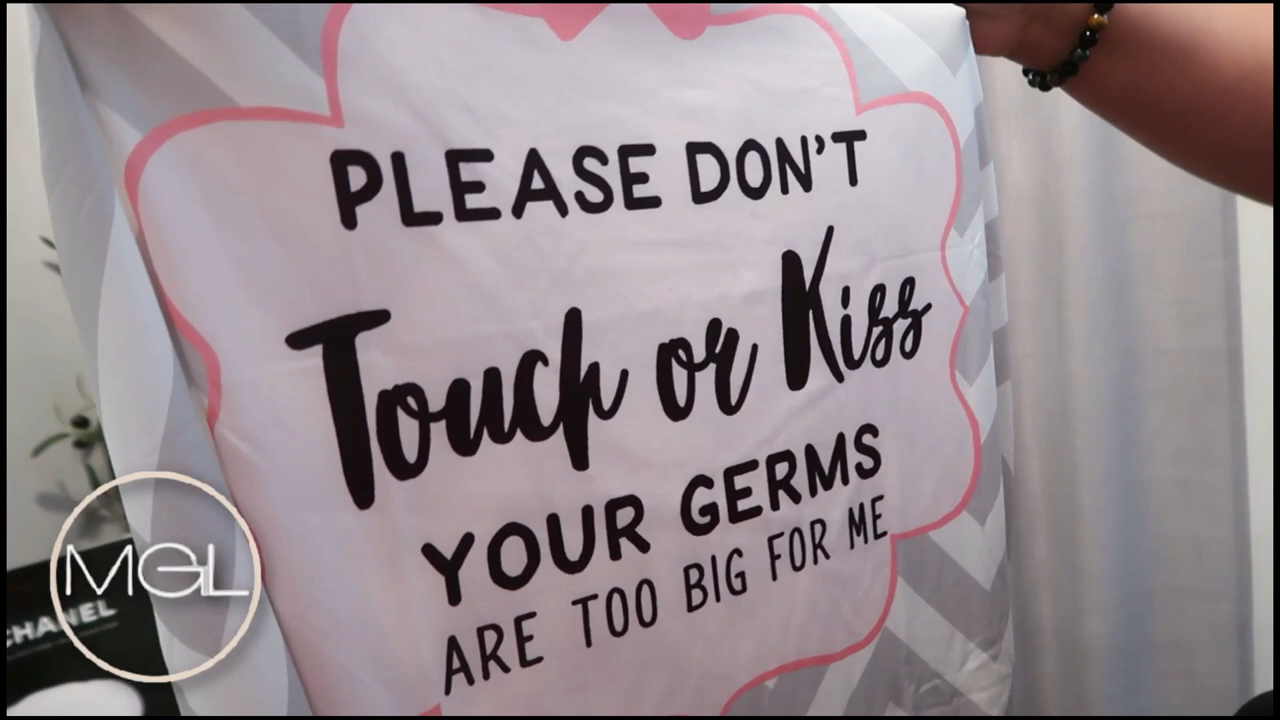 PLEASE DON'T
Touch or Kiss
YOUR GERMS
ARE TOO BIG FOR ME
MGL
CHANEL